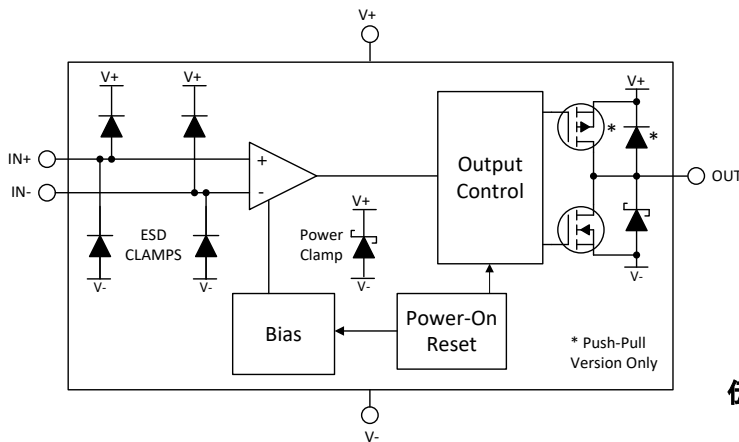 V+
V+
V+
V+
IN+
IN-
+
-
Output
Control
*
*
OUT
V+
Power
Clamp
V-
ESD
CLAMPS
V-
V-
V-
Bias
Power-On
Reset
* Push-Pull
Version Only
V-